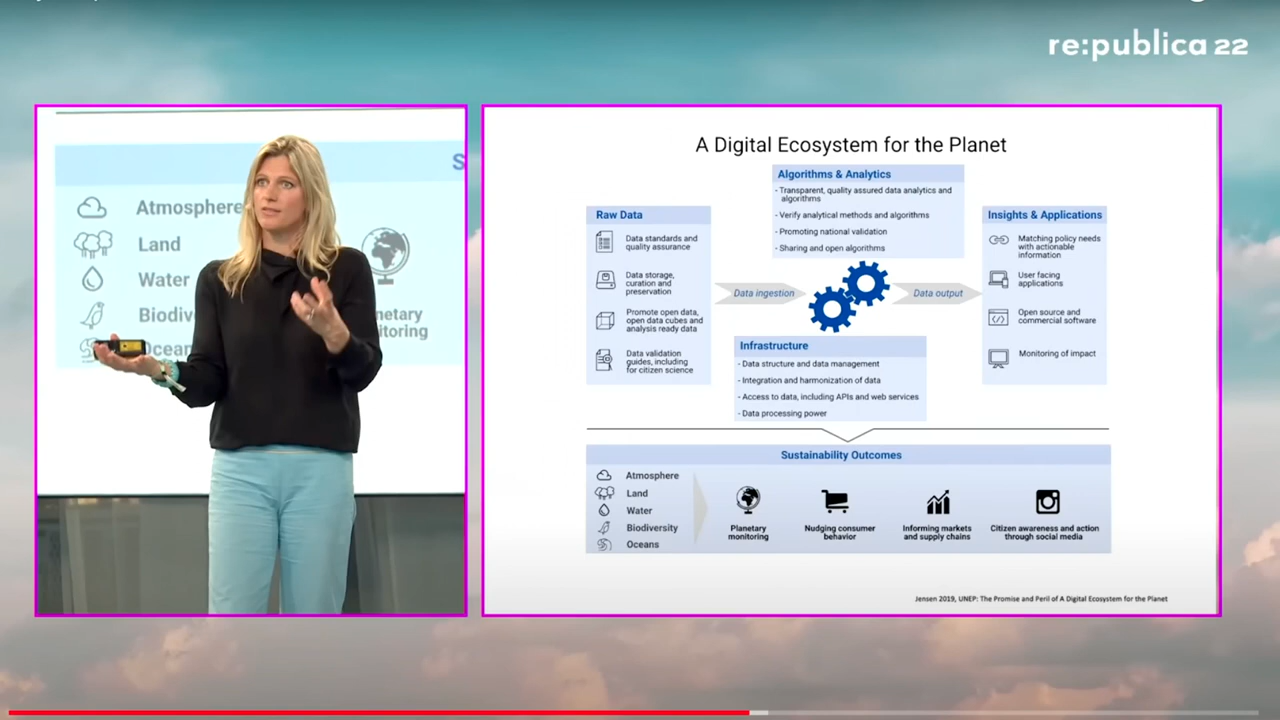 re:publica 22
S
Atmosphere
Land
Water
Biodiv
Ocean
netary
itoring
A Digital Ecosystem for the Planet
Algorithms & Analytics
- Transparent, quality assured data analytics and
algorithms
- Verify analytical methods and algorithms
- Promoting national validation
- Sharing and open algorithms
Raw Data
Data standards and
quality assurance
Data storage,
curation and
preservation
Promote open data,
open data cubes and
analysis ready data
Data validation
guides, including
for citizen science
Data ingestion
Data output
Insights & Applications
Matching policy needs
with actionable
information
User facing
applications
Open source and
commercial software
Monitoring of impact
Infrastructure
- Data structure and data management
- Integration and harmonization of data
- Access to data, including APIs and web services
- Data processing power
Sustainability Outcomes
Atmosphere
Land
Water
Biodiversity
Oceans
Planetary
monitoring
Nudging consumer
behavior
Informing markets
and supply chains
Citizen awareness and action
through social media
Jensen 2019, UNEP: The Promise and Peril of A Digital Ecosystem for the Planet